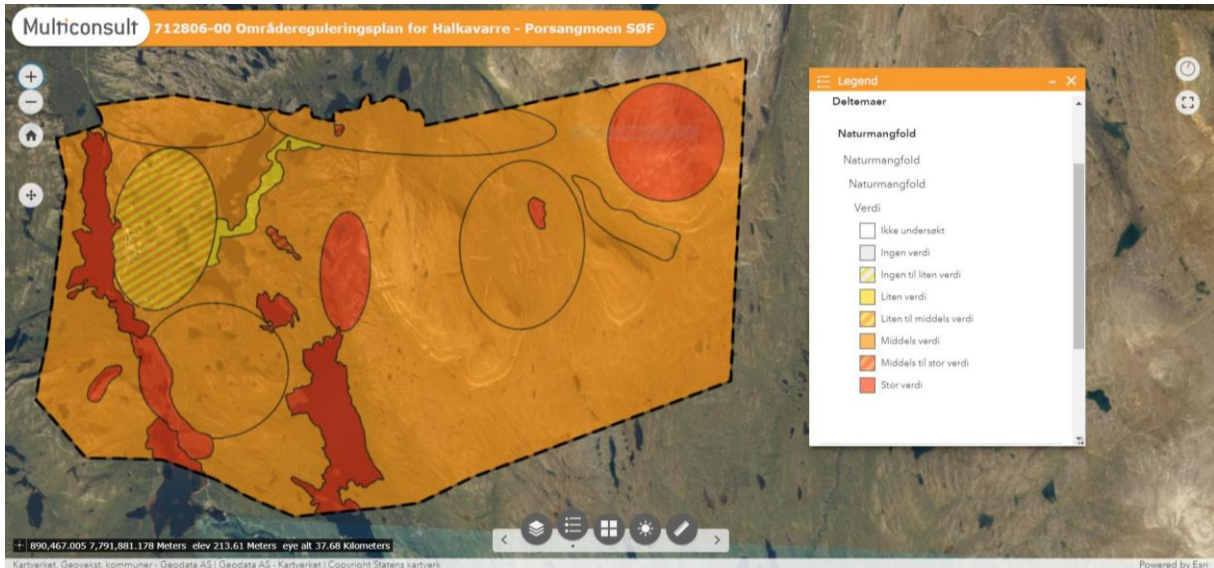 Multiconsult 712806-00 Områdereguleringsplan for Halkavarre - Porsangmoen SØF
Legend
Deltemaer
Naturmangfold
Naturmangfold
Naturmangfold
Verdi
Ikke undersøkt
Ingen verdi
Ingen til liten verdi
Liten verdi
Liten til middels verdi
Middels verdi
Middels til stor verdi
Stor verdi
890,467.005 7,791,881.178 Meters elev 213.61 Meters eye alt 37.68 Kilometers
Kartverket, Geovekst, kommuner - Geodata AS | Geodata AS - Kartverket | Copyright Statens kartverk
Powered by Esri